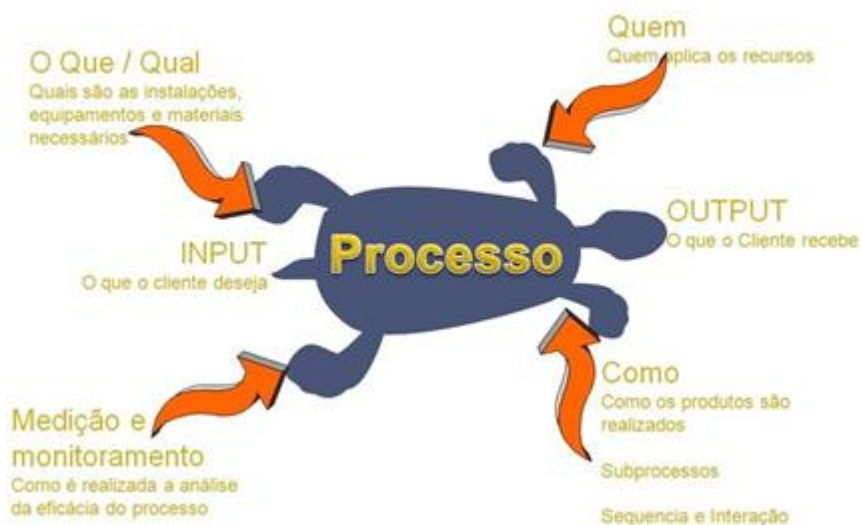 O Que / Qual
Quais são as instalações,
equipamentos e materiais
necessários
Quem
Quem aplica os recursos
INPUT
O que o cliente deseja
Processo
OUTPUT
O que o Cliente recebe
Medição e
monitoramento
Como é realizada a análise
da eficácia do processo
Como
Como os produtos são
realizados
Subprocessos
Sequencia e Interação